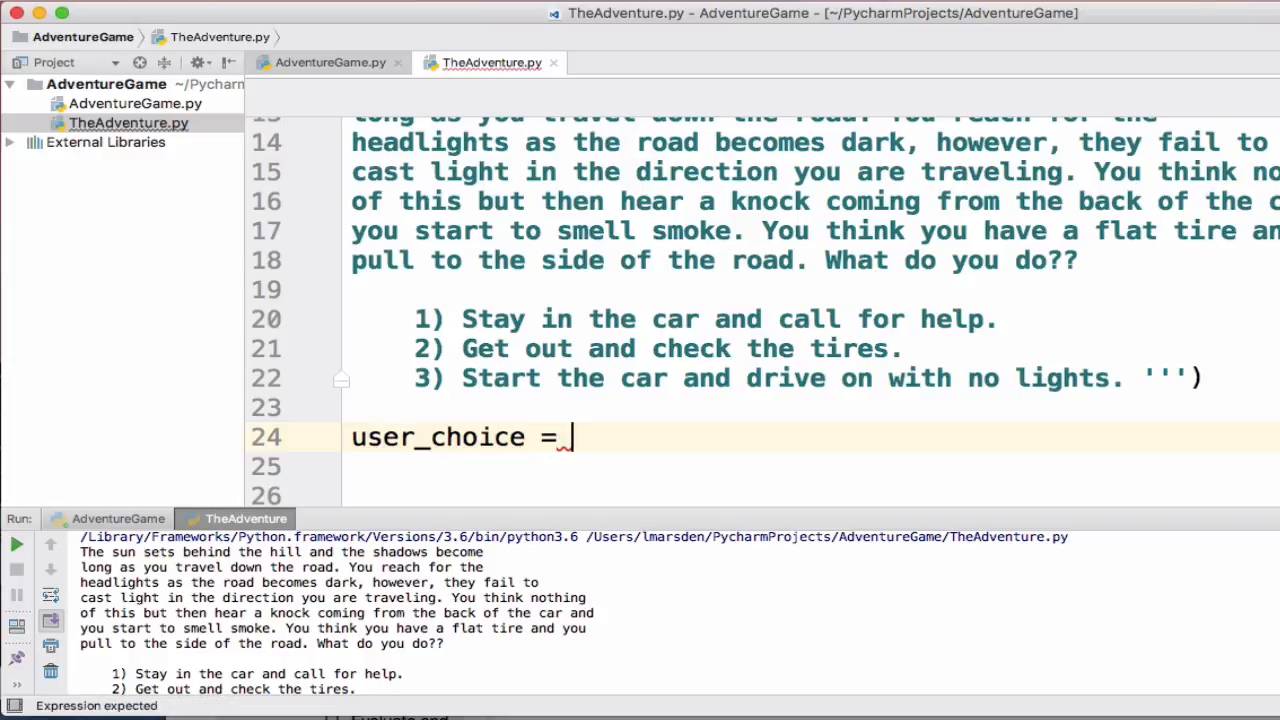 TheAdventure.py - AdventureGame - [~/PycharmProjects/AdventureGame]
AdventureGame TheAdventure.py
Project AdventureGame.py TheAdventure.py
AdventureGame ~/Pycharm
AdventureGame.py
TheAdventure.py
External Libraries
long as you travel down the road. You reach for the
14 headlights as the road becomes dark, however, they fail to
15 cast light in the direction you are traveling. You think no
16 of this but then hear a knock coming from the back of the c
17 you start to smell smoke. You think you have a flat tire an
18 pull to the side of the road. What do you do??
19
20 1) Stay in the car and call for help.
21 2) Get out and check the tires.
22 3) Start the car and drive on with no lights. ''')
23
24 user_choice =
25
26
Run: AdventureGame TheAdventure
/Library/Frameworks/Python.framework/Versions/3.6/bin/python3.6 /Users/lmarsden/PycharmProjects/AdventureGame/TheAdventure.py
The sun sets behind the hill and the shadows become
long as you travel down the road. You reach for the
headlights as the road becomes dark, however, they fail to
cast light in the direction you are traveling. You think nothing
of this but then hear a knock coming from the back of the car and
you start to smell smoke. You think you have a flat tire and you
pull to the side of the road. What do you do??
1) Stay in the car and call for help.
2) Get out and check the tires.
Expression expected